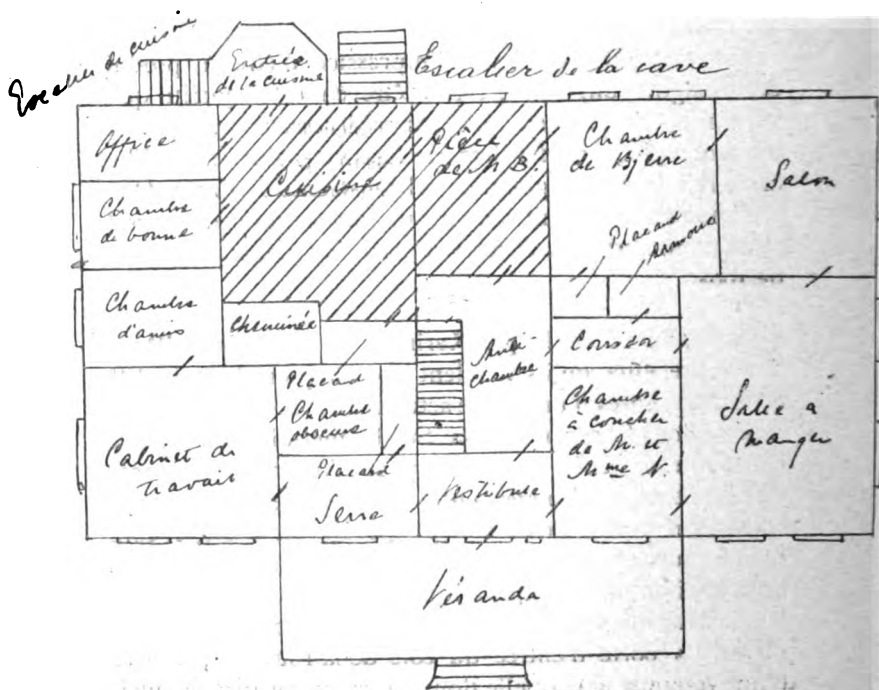 Escalier de cuisine
Entrée
de la cuisine
Escalier de la cave
Office
Cuisine
Pièce
de M. B.
Chambre
de Bjerre
Salon
Chambre
de bonne
Placard
Armoire
Chambre
d'amis
Cheminée
Anti-
chambre
Corridor
Placard
Chambre
obscure
Chambre
à coucher
de M. et
Mme V.
Salle à
manger
Cabinet de
travail
Placard
Serre
Vestibule
Véranda